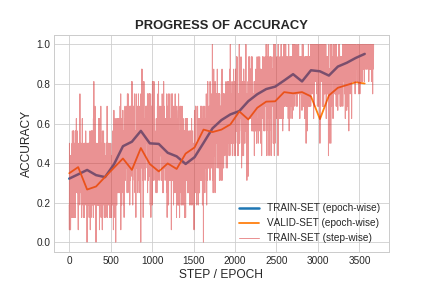 PROGRESS OF ACCURACY
1.0
0.8
0.6
0.4
0.2
0.0
ACCURACY
TRAIN-SET (epoch-wise)
VALID-SET (epoch-wise)
TRAIN-SET (step-wise)
0 500 1000 1500 2000 2500 3000 3500
STEP / EPOCH